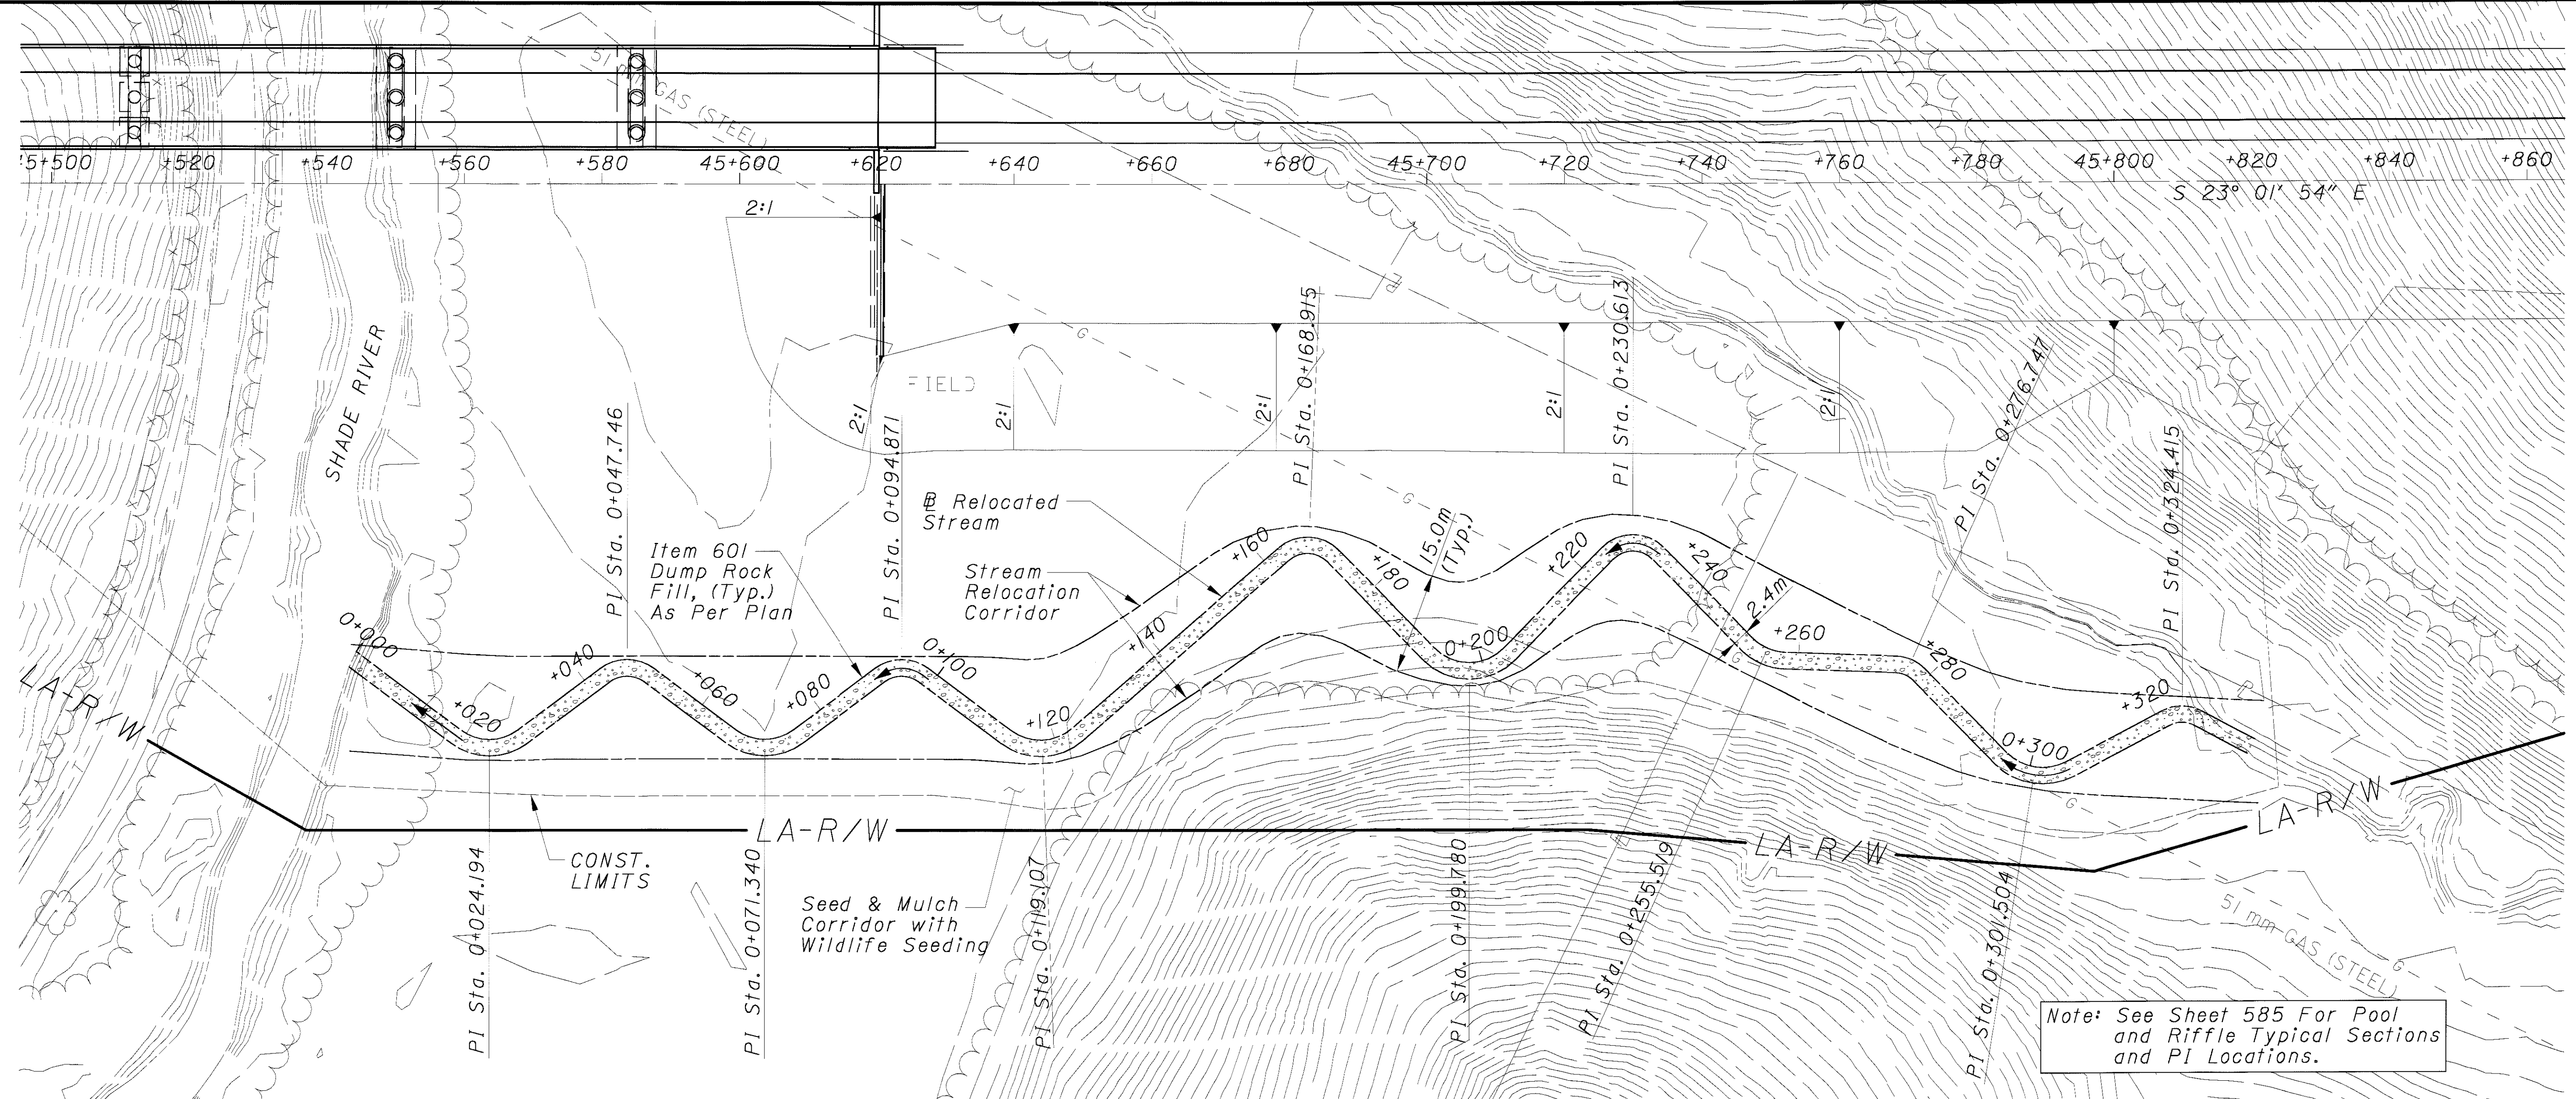 51 mm GAS (STEEL)
45+500 +520 +540 +560 +580 45+600 +620 +640 +660 +680 45+700 +720 +740 +760 +780 45+800 +820 +840 +860
S 23° 01' 54" E
2:1
SHADE RIVER
FIELD
2:1
2:1
2:1
2:1
2:1
G
PI Sta. 0+047.746
PI Sta. 0+094.871
PI Sta. 0+168.915
PI Sta. 0+230.613
PI Sta. 0+276.747
PI Sta. 0+324.415
Relocated
Stream
Item 601
Dump Rock
Fill, (Typ.)
As Per Plan
Stream
Relocation
Corridor
15.0m
(Typ.)
2.4m
G
0+000
+020
+040
+060
+080
0+100
+120
+140
+160
+180
0+200
+220
+240
+260
+280
0+300
+320
G
G
LA-R/W
LA-R/W
LA-R/W
LA-R/W
CONST.
LIMITS
Seed & Mulch
Corridor with
Wildlife Seeding
PI Sta. 0+024.194
PI Sta. 0+071.340
PI Sta. 0+119.107
PI Sta. 0+199.780
PI Sta. 0+255.519
PI Sta. 0+301.504
51 mm GAS (STEEL)
G
Note: See Sheet 585 For Pool
and Riffle Typical Sections
and PI Locations.